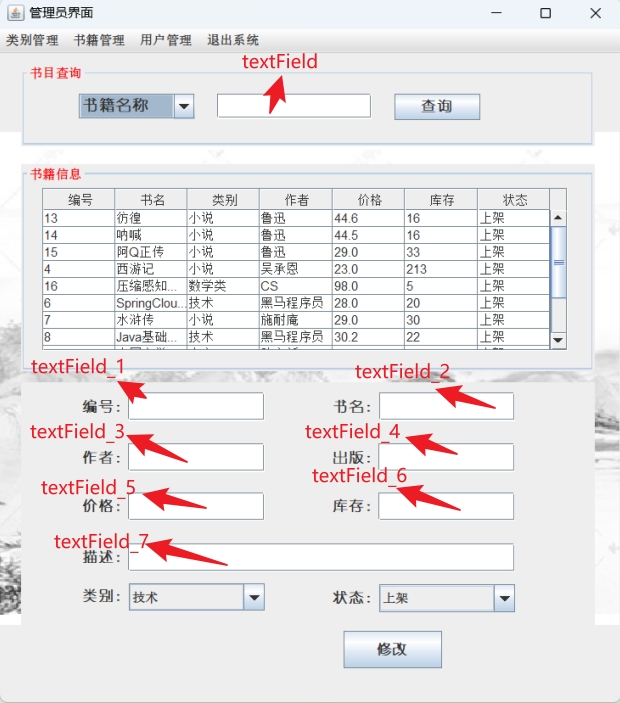 管理员界面
类别管理 书籍管理 用户管理 退出系统
textField
书目查询
书籍名称 查询
书籍信息
编号 书名 类别 作者 价格 库存 状态
13 彷徨 小说 鲁迅 44.6 16 上架
14 呐喊 小说 鲁迅 44.5 16 上架
15 阿Q正传 小说 鲁迅 29.0 33 上架
4 西游记 小说 吴承恩 23.0 213 上架
16 压缩感知... 数学类 CS 98.0 5 上架
6 SpringClou... 技术 黑马程序员 28.0 20 上架
7 水浒传 小说 施耐庵 29.0 30 上架
8 Java基础... 技术 黑马程序员 30.2 22 上架
textField_1 textField_2
编号: 书名:
textField_3 textField_4
作者: 出版:
textField_5 textField_6
价格: 库存:
textField_7
描述:
类别: 技术 状态: 上架
修改